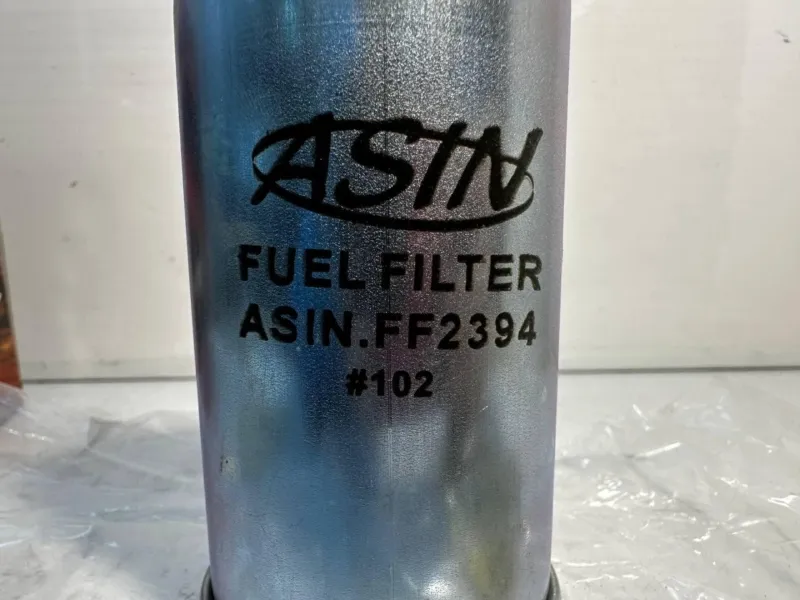 ASIN
FUEL FILTER
ASIN.FF2394
#102